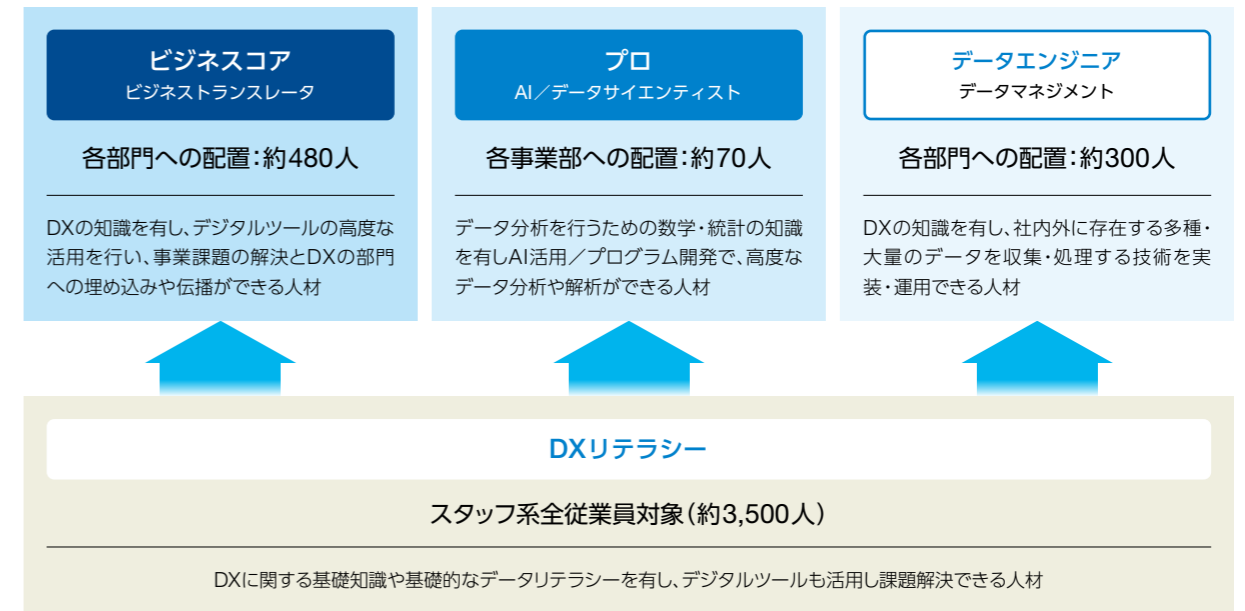 ビジネスコア
ビジネストランスレータ
各部門への配置：約480人
DXの知識を有し、デジタルツールの高度な
活用を行い、事業課題の解決とDXの部門
への埋め込みや伝播ができる人材
プロ
AI／データサイエンティスト
各事業部への配置：約70人
データ分析を行うための数学・統計の知識
を有しAI活用／プログラム開発で、高度な
データ分析や解析ができる人材
データエンジニア
データマネジメント
各部門への配置：約300人
DXの知識を有し、社内外に存在する多種・
大量のデータを収集・処理する技術を実
装・運用できる人材
DXリテラシー
スタッフ系全従業員対象（約3,500人）
DXに関する基礎知識や基礎的なデータリテラシーを有し、デジタルツールも活用し課題解決できる人材